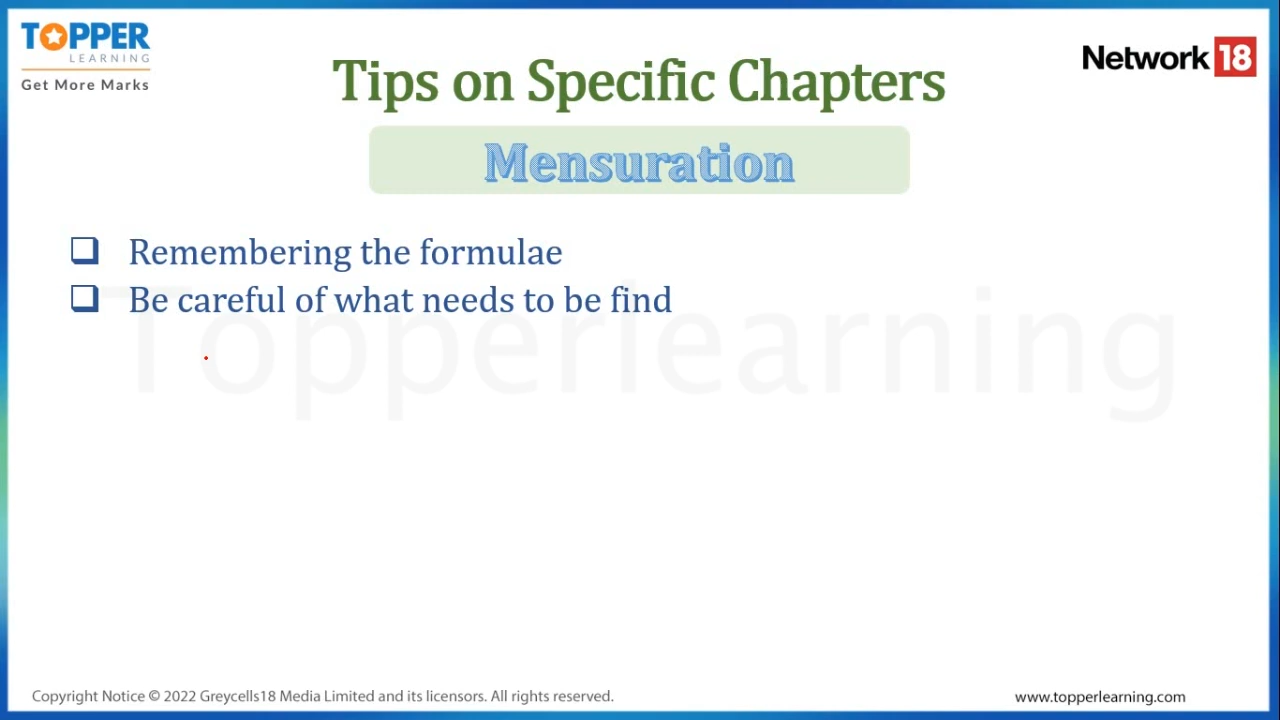 TOPPER
LEARNING
Get More Marks
Network 18
Tips on Specific Chapters
Mensuration
Remembering the formulae
Be careful of what needs to be find
Topperlearning
Copyright Notice © 2022 Greycells18 Media Limited and its licensors. All rights reserved.
www.topperlearning.com